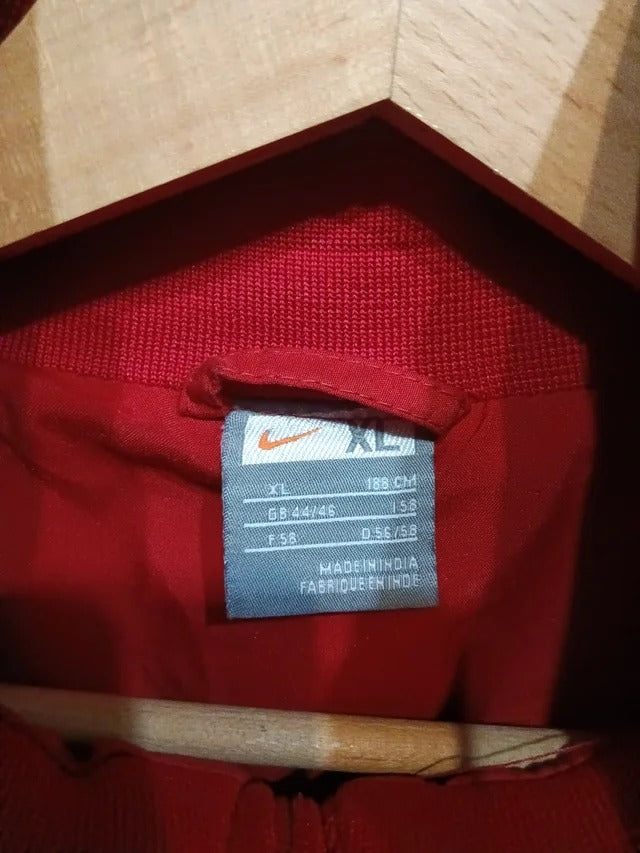 XL
XL 188 CM
GB 44/46 I 58
F 58 D 56/58
MADE IN INDIA
FABRIQUE EN INDE